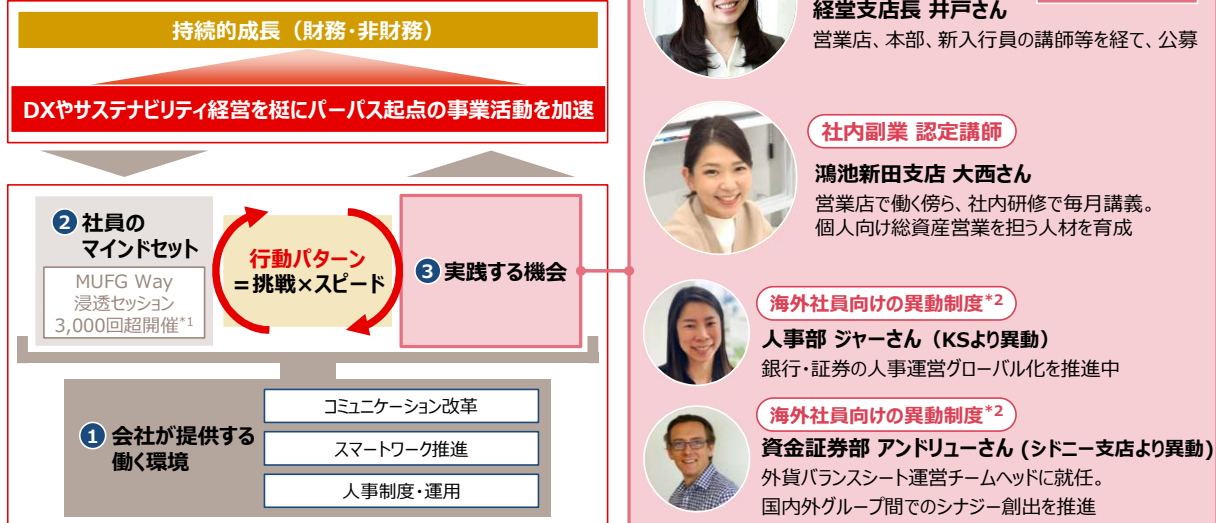 持続的成長（財務・非財務）
DXやサステナビリティ経営を梃にパーパス起点の事業活動を加速
2 社員の
マインドセット
MUFG Way
浸透セッション
3,000回超開催*1
行動パターン
＝挑戦×スピード
3 実践する機会
1 会社が提供する
働く環境
コミュニケーション改革
スマートワーク推進
人事制度・運用
経堂支店長 井戸さん
営業店、本部、新入行員の講師等を経て、公募
社内副業 認定講師
鴻池新田支店 大西さん
営業店で働く傍ら、社内研修で毎月講義。
個人向け総資産営業を担う人材を育成
海外社員向けの異動制度*2
人事部 ジャーさん（KSより異動）
銀行・証券の人事運営グローバル化を推進中
海外社員向けの異動制度*2
資金証券部 アンドリューさん (シドニー支店より異動)
外貨バランスシート運営チームヘッドに就任。
国内外グループ間でのシナジー創出を推進